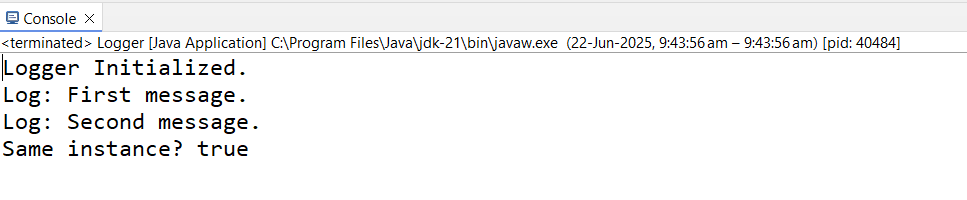 Console
<terminated> Logger [Java Application] C:\Program Files\Java\jdk-21\bin\javaw.exe (22-Jun-2025, 9:43:56 am – 9:43:56 am) [pid: 40484]
Logger Initialized.
Log: First message.
Log: Second message.
Same instance? true